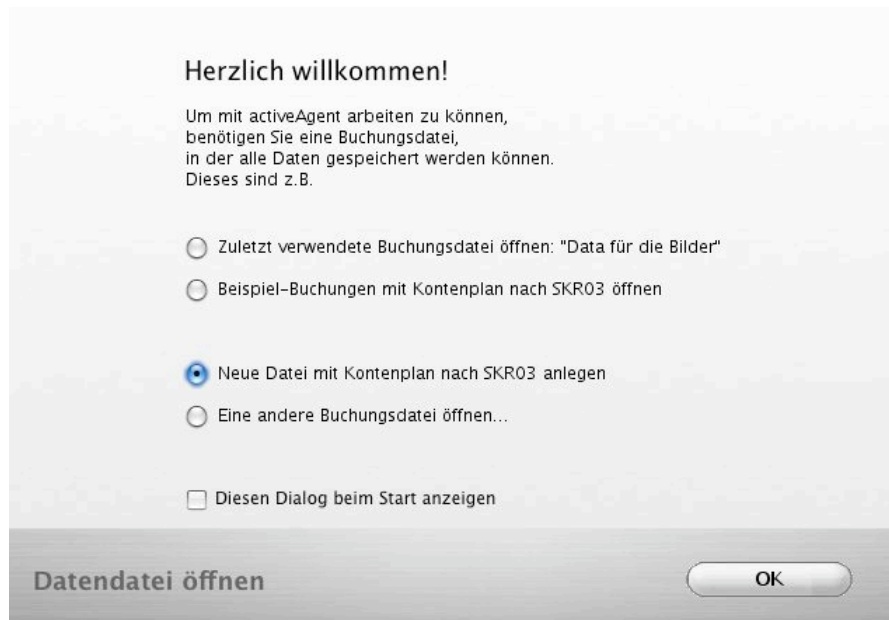 Herzlich willkommen!
Um mit activeAgent arbeiten zu können,
benötigen Sie eine Buchungsdatei,
in der alle Daten gespeichert werden können.
Dieses sind z.B.
Zuletzt verwendete Buchungsdatei öffnen: "Data für die Bilder"
Beispiel-Buchungen mit Kontenplan nach SKR03 öffnen
Neue Datei mit Kontenplan nach SKR03 anlegen
Eine andere Buchungsdatei öffnen...
Diesen Dialog beim Start anzeigen
Datendatei öffnen
OK